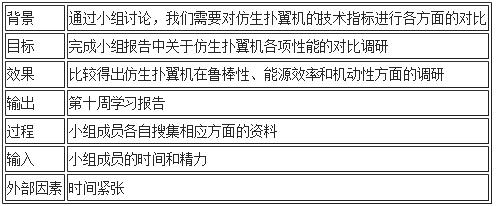 背景 通过小组讨论，我们需要对仿生扑翼机的技术指标进行各方面的对比
目标 完成小组报告中关于仿生扑翼机各项性能的对比调研
效果 比较得出仿生扑翼机在鲁棒性、能源效率和机动性方面的调研
输出 第十周学习报告
过程 小组成员各自搜集相应方面的资料
输入 小组成员的时间和精力
外部因素 时间紧张